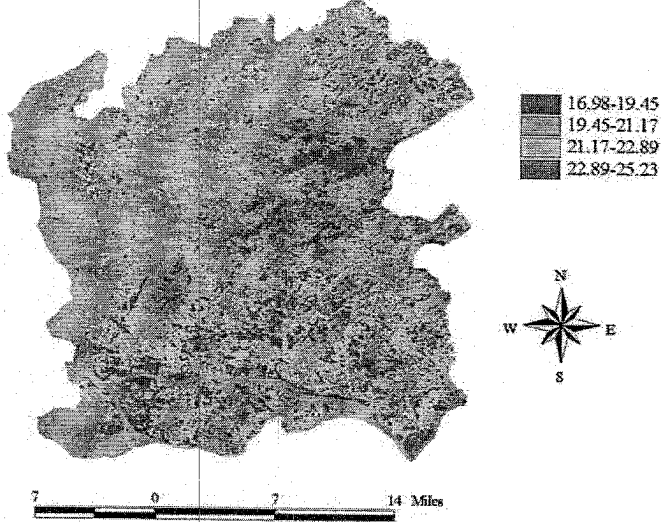 16.98-19.45
19.45-21.17
21.17-22.89
22.89-25.23
N
W E
S
7 0 7 14 Miles